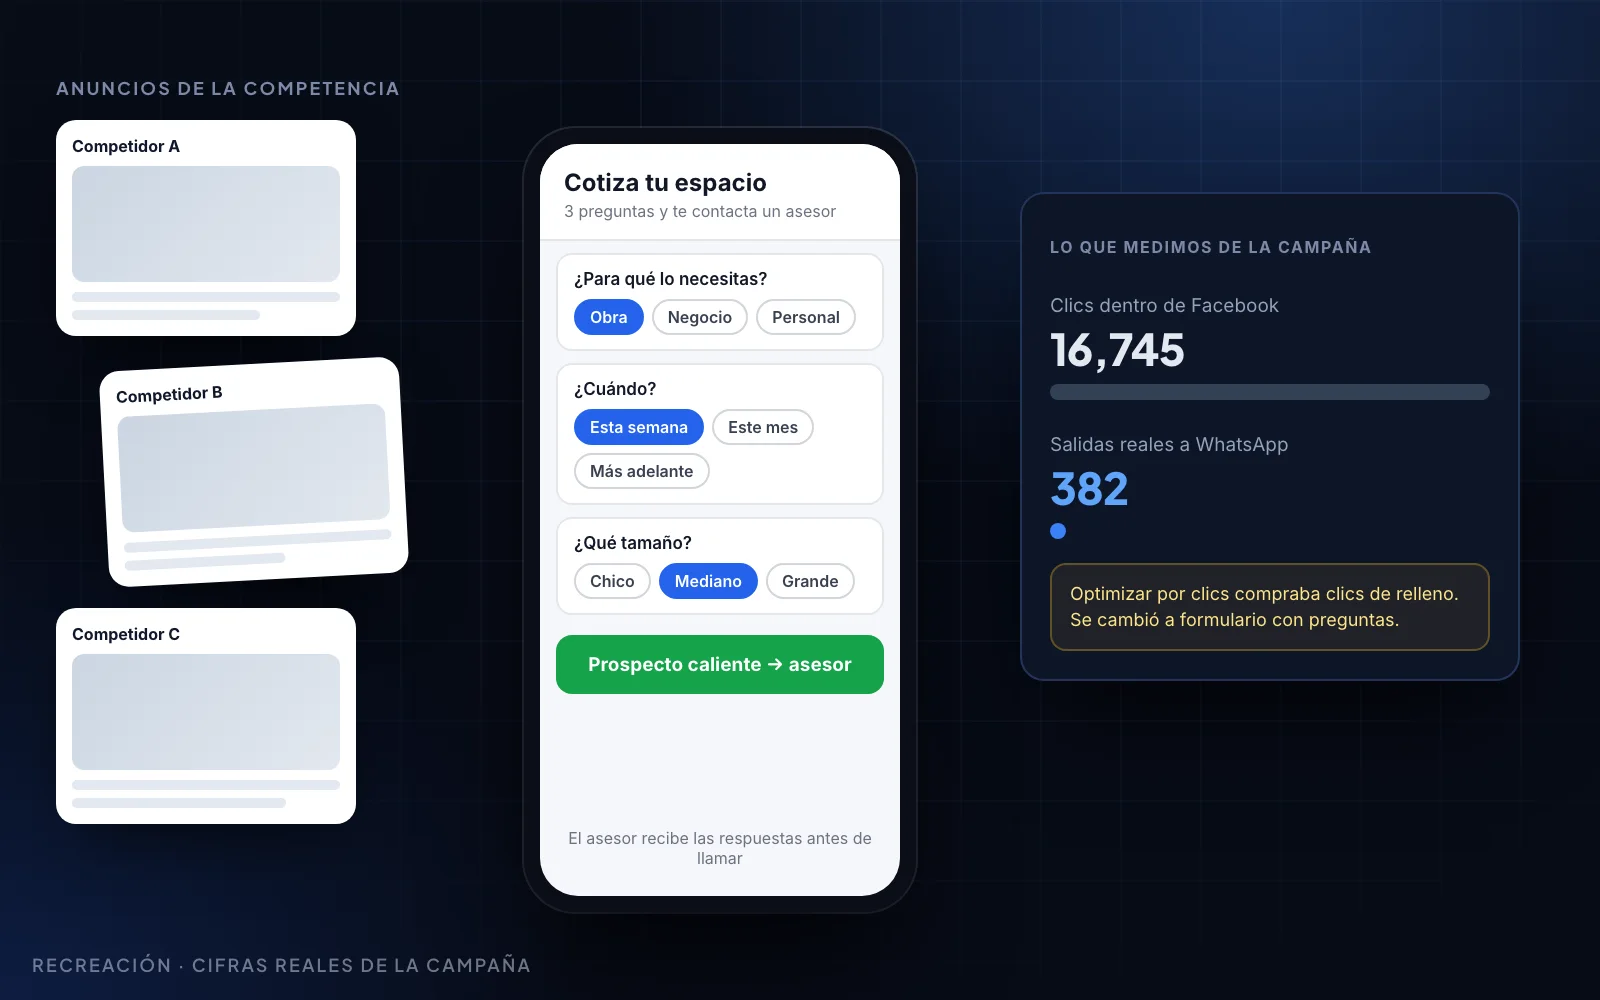 ANUNCIOS DE LA COMPETENCIA
Competidor A
Competidor B
Competidor C
Cotiza tu espacio
3 preguntas y te contacta un asesor
¿Para qué lo necesitas?
Obra
Negocio
Personal
¿Cuándo?
Esta semana
Este mes
Más adelante
¿Qué tamaño?
Chico
Mediano
Grande
Prospecto caliente → asesor
El asesor recibe las respuestas antes de
llamar
LO QUE MEDIMOS DE LA CAMPAÑA
Clics dentro de Facebook
16,745
Salidas reales a WhatsApp
382
Optimizar por clics compraba clics de relleno.
Se cambió a formulario con preguntas.
RECREACIÓN · CIFRAS REALES DE LA CAMPAÑA